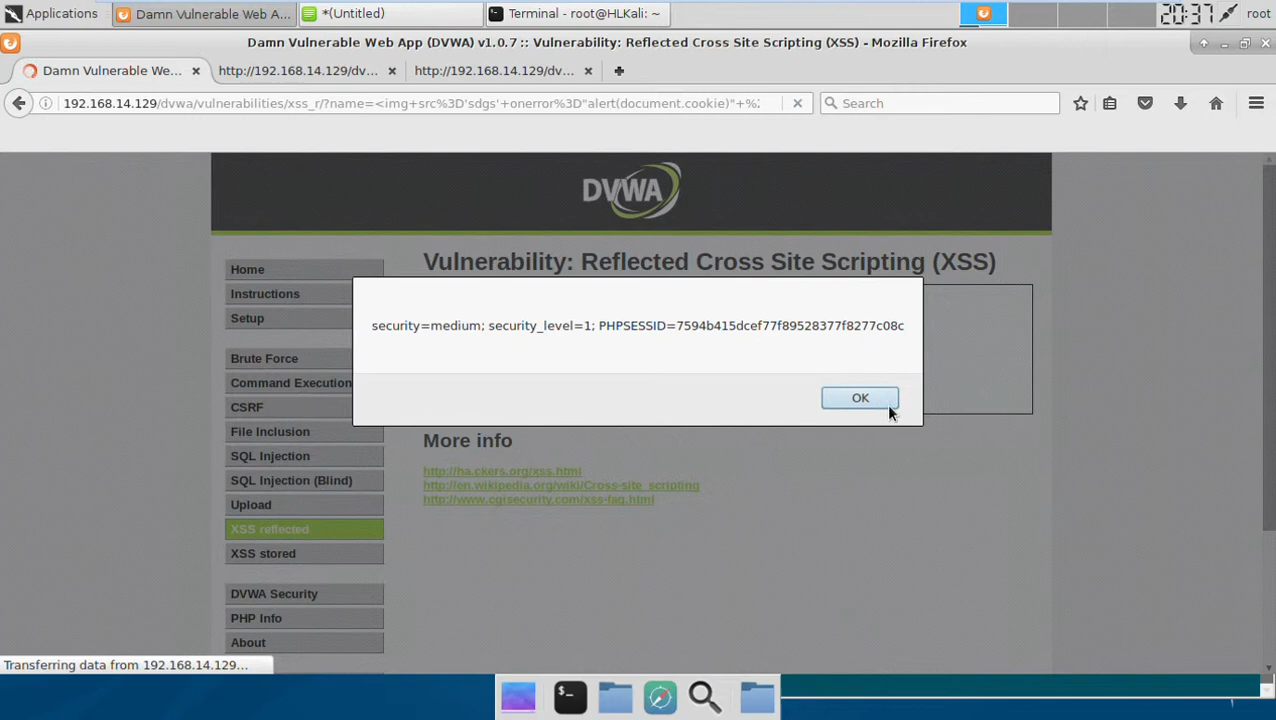 Applications
Damn Vulnerable Web A...
*(Untitled)
Terminal - root@HLKali: ~
20:37
root
Damn Vulnerable Web App (DVWA) v1.0.7 :: Vulnerability: Reflected Cross Site Scripting (XSS) - Mozilla Firefox
Damn Vulnerable We...
http://192.168.14.129/dv...
http://192.168.14.129/dv...
192.168.14.129/dvwa/vulnerabilities/xss_r/?name=<img+src%3D'sdgs'+onerror%3D"alert(document.cookie)"+%2
Search
DVWA
Vulnerability: Reflected Cross Site Scripting (XSS)
Home
Instructions
Setup
Brute Force
Command Execution
CSRF
File Inclusion
SQL Injection
SQL Injection (Blind)
Upload
XSS reflected
XSS stored
DVWA Security
PHP Info
About
security=medium; security_level=1; PHPSESSID=7594b415dcef77f89528377f8277c08c
OK
More info
http://ha.ckers.org/xss.html
http://en.wikipedia.org/wiki/Cross-site_scripting
http://www.cgisecurity.com/xss-faq.html
Transferring data from 192.168.14.129...